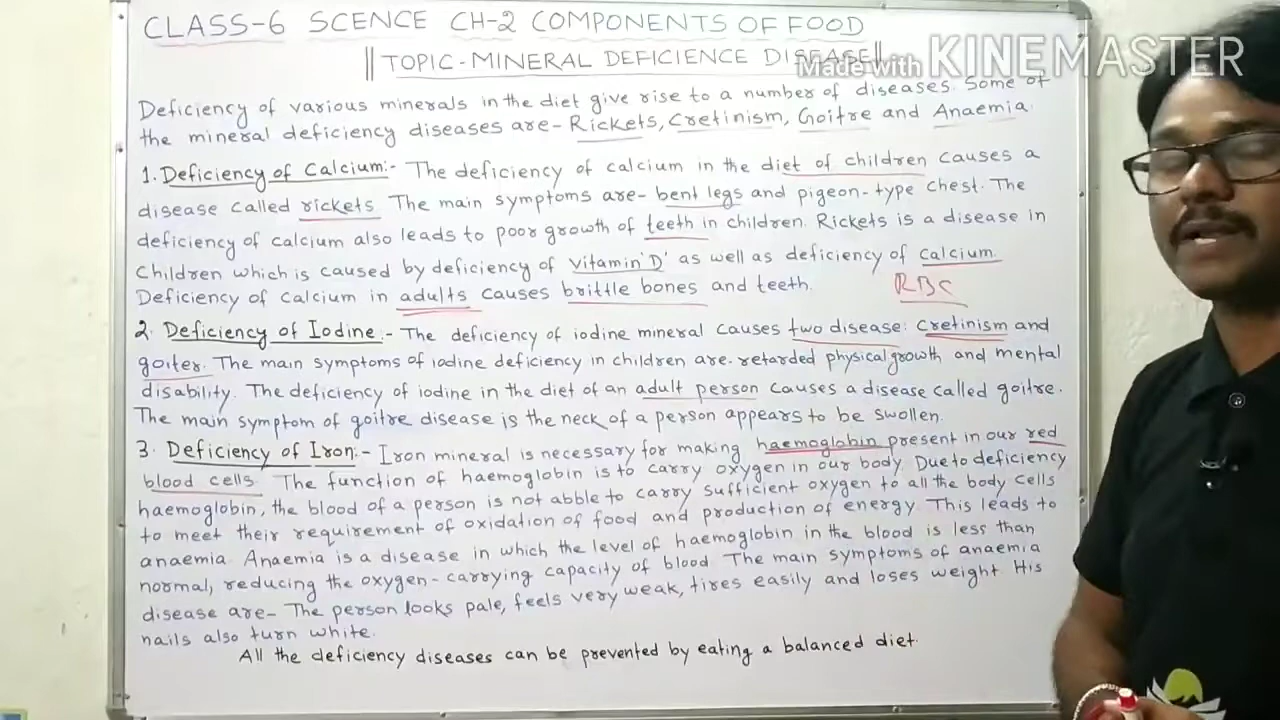 CLASS-6 SCENCE CH-2 COMPONENTS OF FOOD
|| TOPIC - MINERAL DEFICIENCE DISEASE ||
Made with KINEMASTER
Deficiency of various minerals in the diet give rise to a number of diseases. Some of
the mineral deficiency diseases are - Rickets, Cretinism, Goitre and Anaemia.
1. Deficiency of Calcium:- The deficiency of calcium in the diet of children causes a
disease called rickets. The main symptoms are - bent legs and pigeon-type chest. The
deficiency of calcium also leads to poor growth of teeth in children. Rickets is a disease in
Children which is caused by deficiency of Vitamin 'D' as well as deficiency of calcium.
Deficiency of calcium in adults causes brittle bones and teeth.
RBC
2. Deficiency of Iodine:- The deficiency of iodine mineral causes two disease: Cretinism and
goiter. The main symptoms of iodine deficiency in children are- retarded physical growth and mental
disability. The deficiency of iodine in the diet of an adult person causes a disease called goitre.
The main symptom of goitre disease is the neck of a person appears to be swollen.
3. Deficiency of Iron:- Iron mineral is necessary for making haemoglobin present in our red
blood cells. The function of haemoglobin is to carry oxygen in our body. Due to deficiency
haemoglobin, the blood of a person is not abble to carry sufficient oxygen to all the body cells
to meet their requirement of oxidation of food and production of energy. This leads to
anaemia. Anaemia is a disease in which the level of haemoglobin in the blood is less than
normal, reducing the oxygen-carrying capacity of blood. The main symptoms of anaemia
disease are- The person looks pale, feels very weak, tires easily and loses weight. His
nails also turn white.
All the deficiency diseases can be prevented by eating a balanced diet.